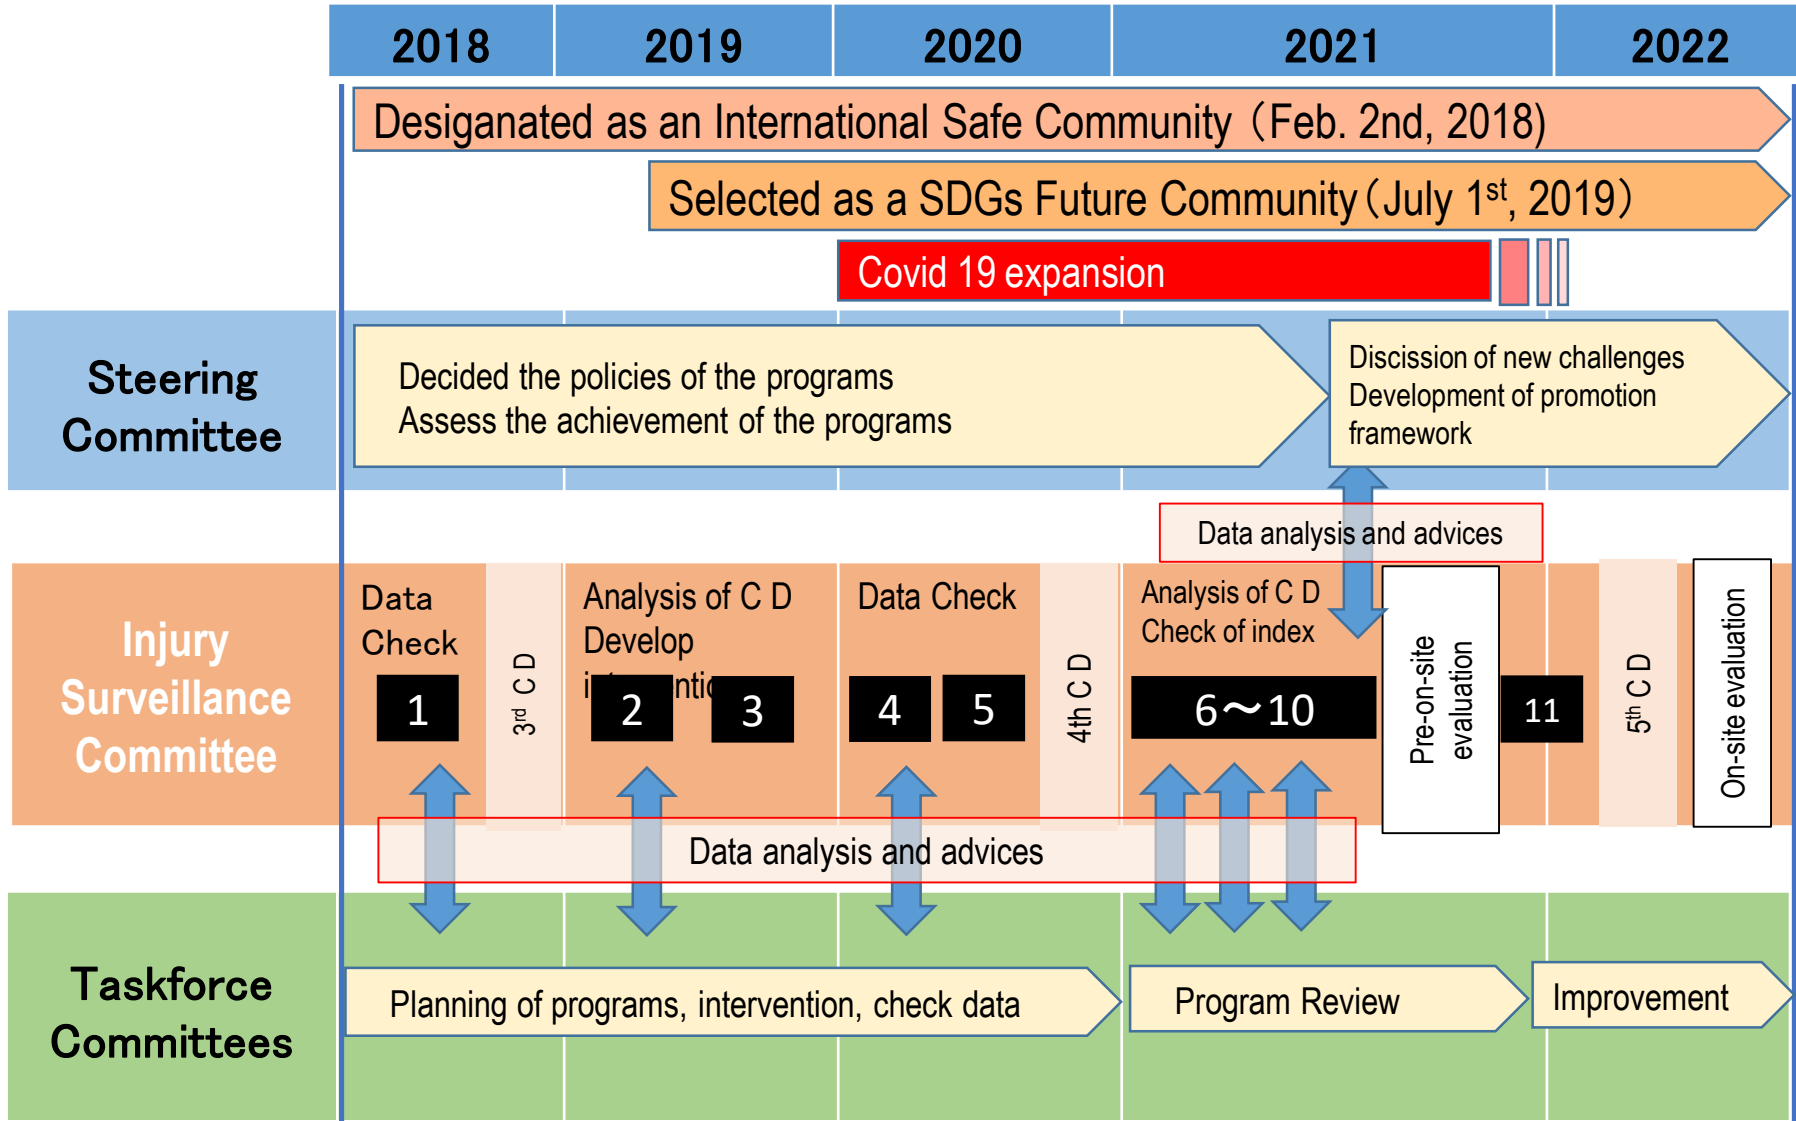 2018
2019
2020
2021
2022
Desiganated as an International Safe Community（Feb. 2nd, 2018)
Selected as a SDGs Future Community（July 1st, 2019）
Covid 19 expansion
Steering
Committee
Decided the policies of the programs
Assess the achievement of the programs
Discission of new challenges
Development of promotion
framework
Data analysis and advices
Injury
Surveillance
Committee
Data
Check
1
3rd C D
Analysis of C D
Develop
2
3
Data Check
4
5
4th C D
Analysis of C D
Check of index
6～10
Pre-on-site
evaluation
11
5th C D
On-site evaluation
Data analysis and advices
Taskforce
Committees
Planning of programs, intervention, check data
Program Review
Improvement